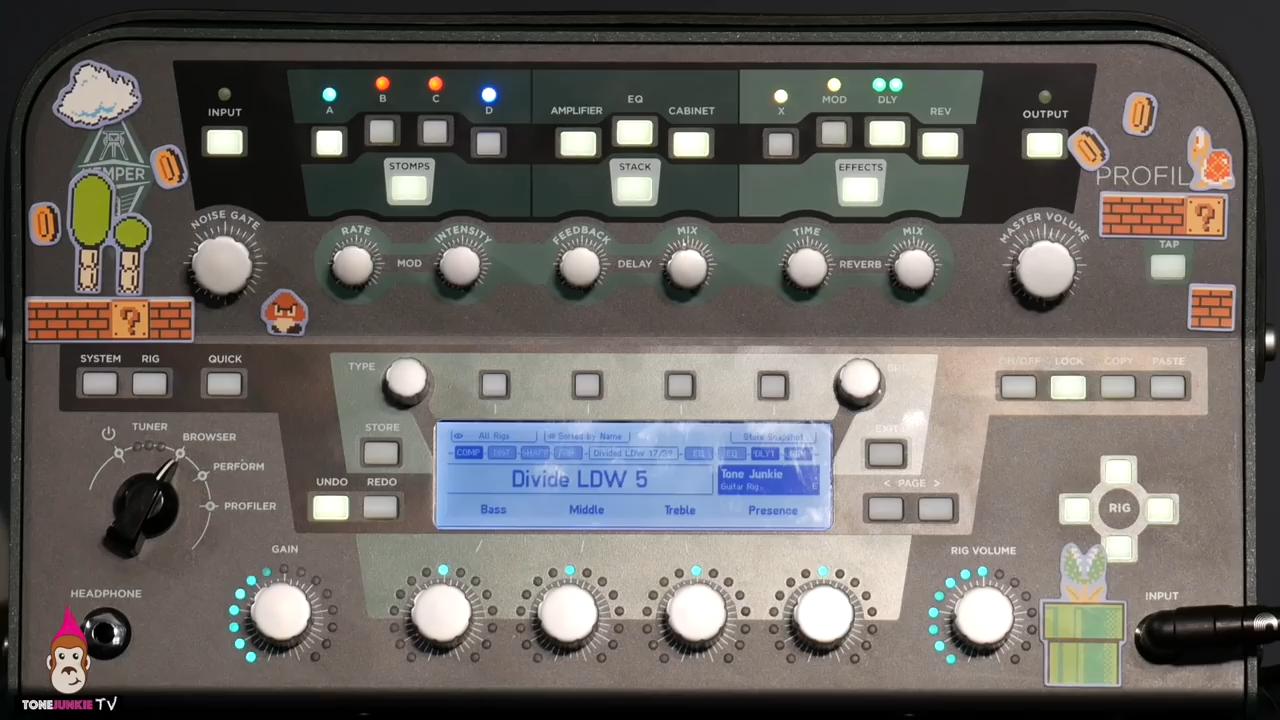 INPUT
A
B
C
D
AMPLIFIER
EQ
CABINET
X
MOD
DLY
REV
OUTPUT
STOMPS
STACK
EFFECTS
MPER
PROFIL
NOISE GATE
RATE
MOD
INTENSITY
FEEDBACK
DELAY
MIX
TIME
REVERB
MIX
MASTER VOLUME
TAP
SYSTEM
RIG
QUICK
TYPE
ON/OFF
LOCK
COPY
PASTE
STORE
EXIT
UNDO
REDO
< PAGE >
TUNER
BROWSER
PERFORM
PROFILER
All Rigs
Sorted by Name
Store Snapshot
COMP
Divided LDW 17/29
EQ
EQ
DLY1
Divide LDW 5
Tone Junkie
Guitar Rig
Bass
Middle
Treble
Presence
RIG
GAIN
RIG VOLUME
HEADPHONE
INPUT
TONEJUNKIE TV